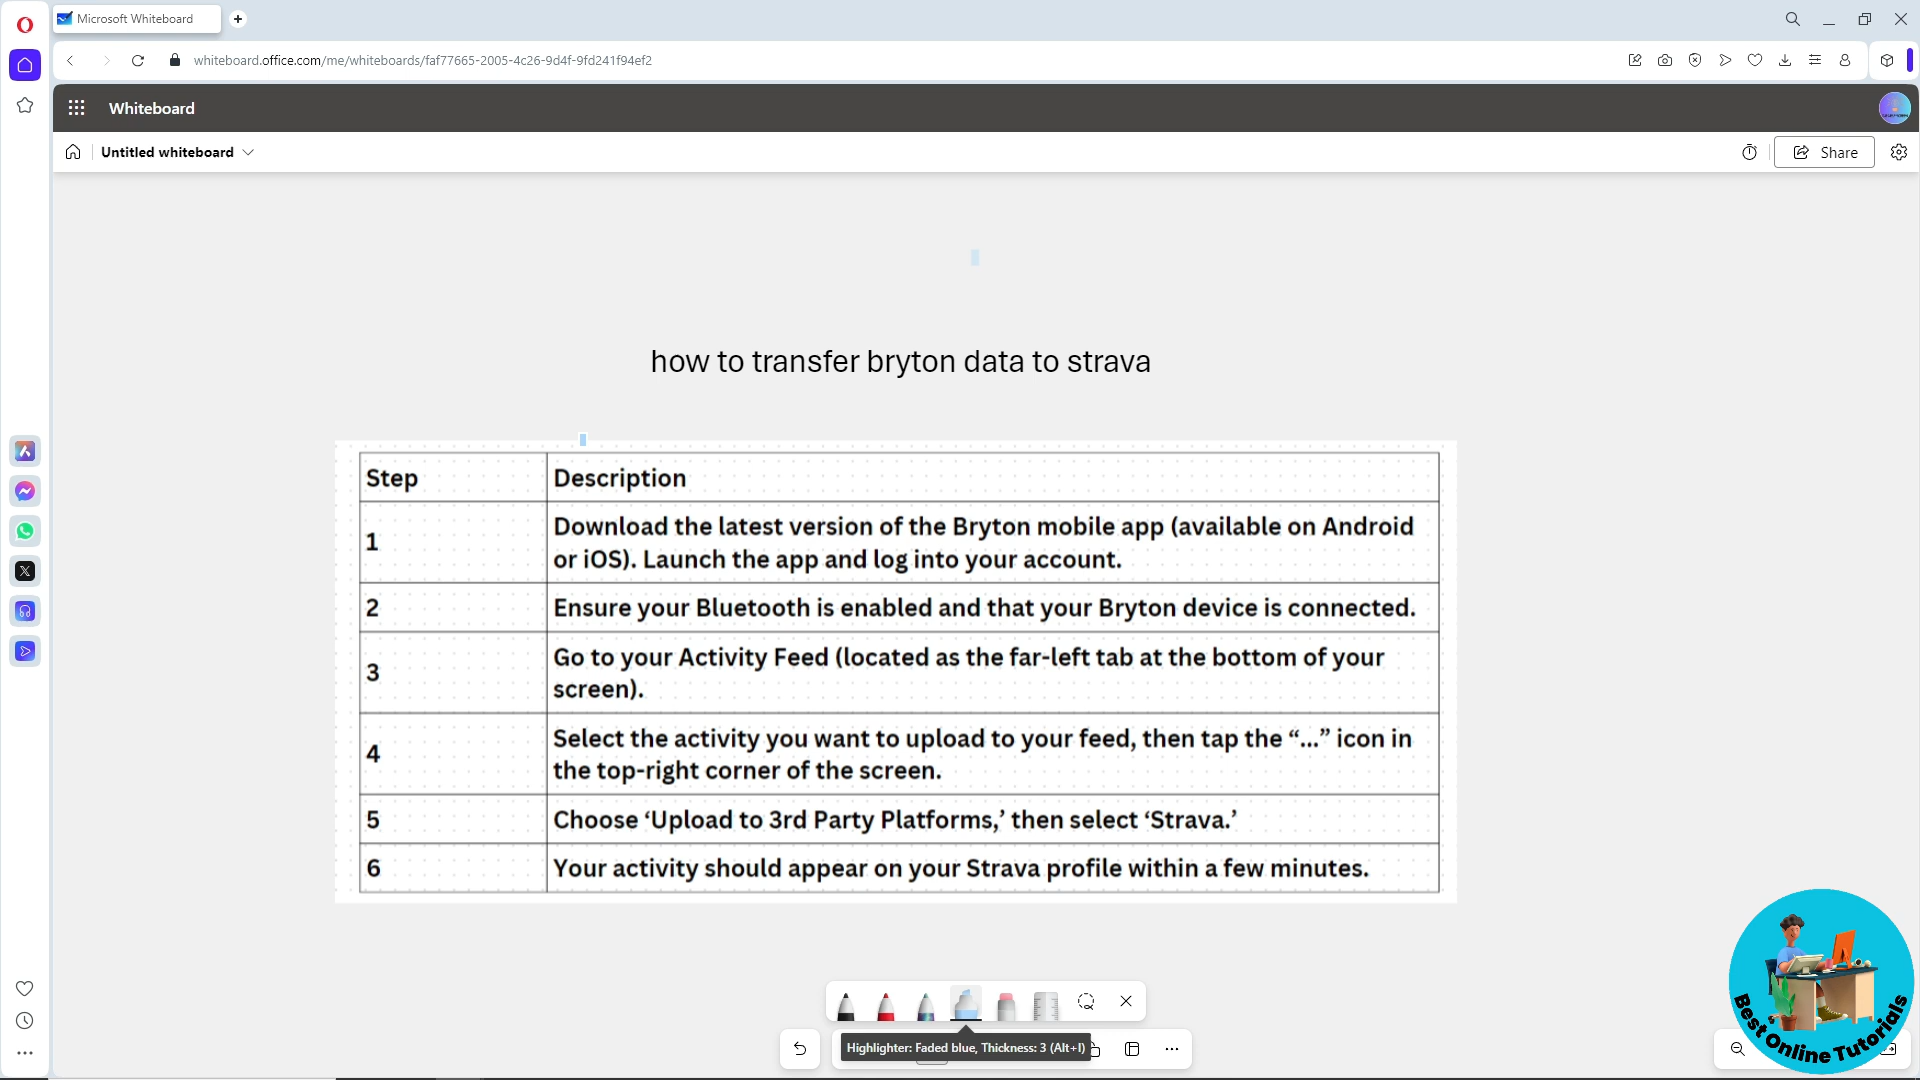 Microsoft Whiteboard
whiteboard.office.com/me/whiteboards/faf77665-2005-4c26-9d4f-9fd241f94ef2
Whiteboard
Untitled whiteboard
Share
how to transfer bryton data to strava
Step Description
1 Download the latest version of the Bryton mobile app (available on Android
or iOS). Launch the app and log into your account.
2 Ensure your Bluetooth is enabled and that your Bryton device is connected.
3 Go to your Activity Feed (located as the far-left tab at the bottom of your
screen).
4 Select the activity you want to upload to your feed, then tap the “...” icon in
the top-right corner of the screen.
5 Choose ‘Upload to 3rd Party Platforms,’ then select ‘Strava.’
6 Your activity should appear on your Strava profile within a few minutes.
Highlighter: Faded blue, Thickness: 3 (Alt+I)
Best Online Tutorials